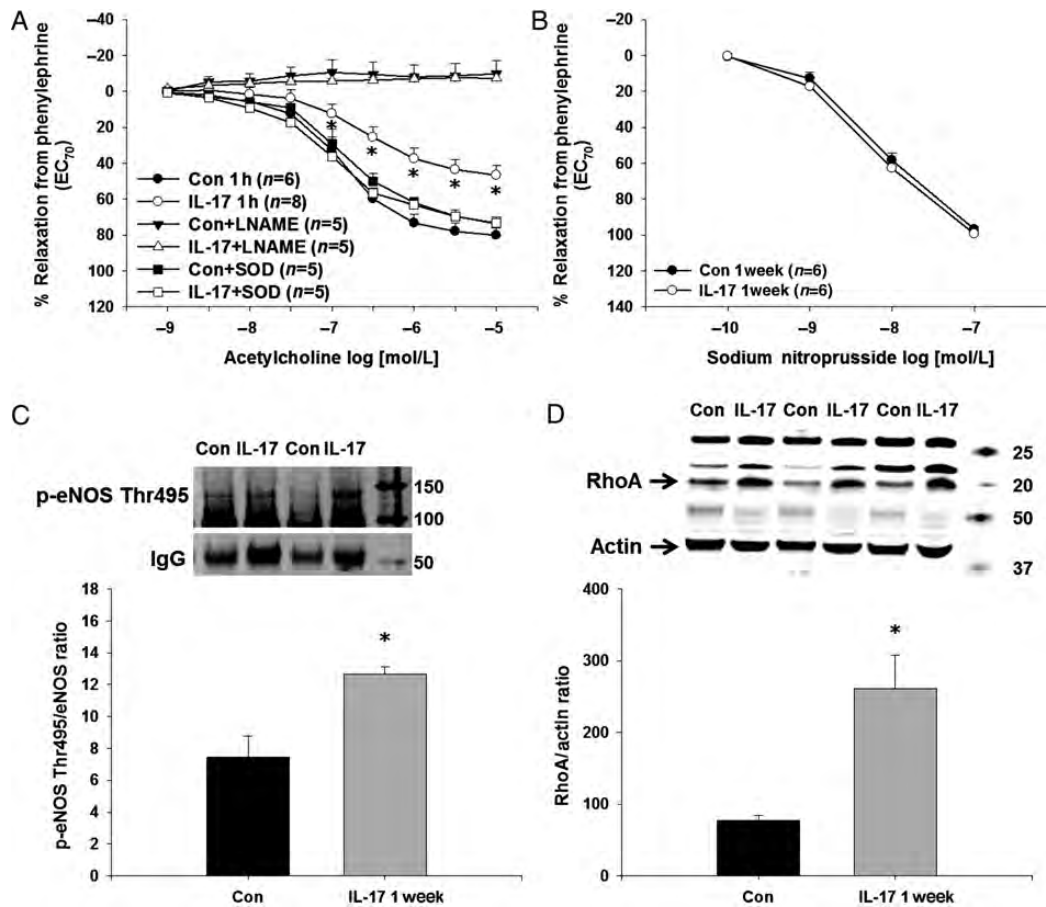 A
–40
–20
0
20
40
60
80
100
120
% Relaxation from phenylephrine
(EC70)
*
*
*
*
*
Con 1h (n=6)
IL-17 1h (n=8)
Con+LNAME (n=5)
IL-17+LNAME (n=5)
Con+SOD (n=5)
IL-17+SOD (n=5)
–9 –8 –7 –6 –5
Acetylcholine log [mol/L]
B
–20
0
20
40
60
80
100
120
140
% Relaxation from phenylephrine
(EC70)
Con 1week (n=6)
IL-17 1week (n=6)
–10 –9 –8 –7
Sodium nitroprusside log [mol/L]
C
Con IL-17 Con IL-17
p-eNOS Thr495
150
100
IgG
50
18
16
14
12
10
8
6
4
2
0
p-eNOS Thr495/eNOS ratio
*
Con IL-17 1 week
D
Con IL-17 Con IL-17 Con IL-17
25
RhoA
20
50
Actin
37
400
300
200
100
0
RhoA/actin ratio
*
Con IL-17 1 week